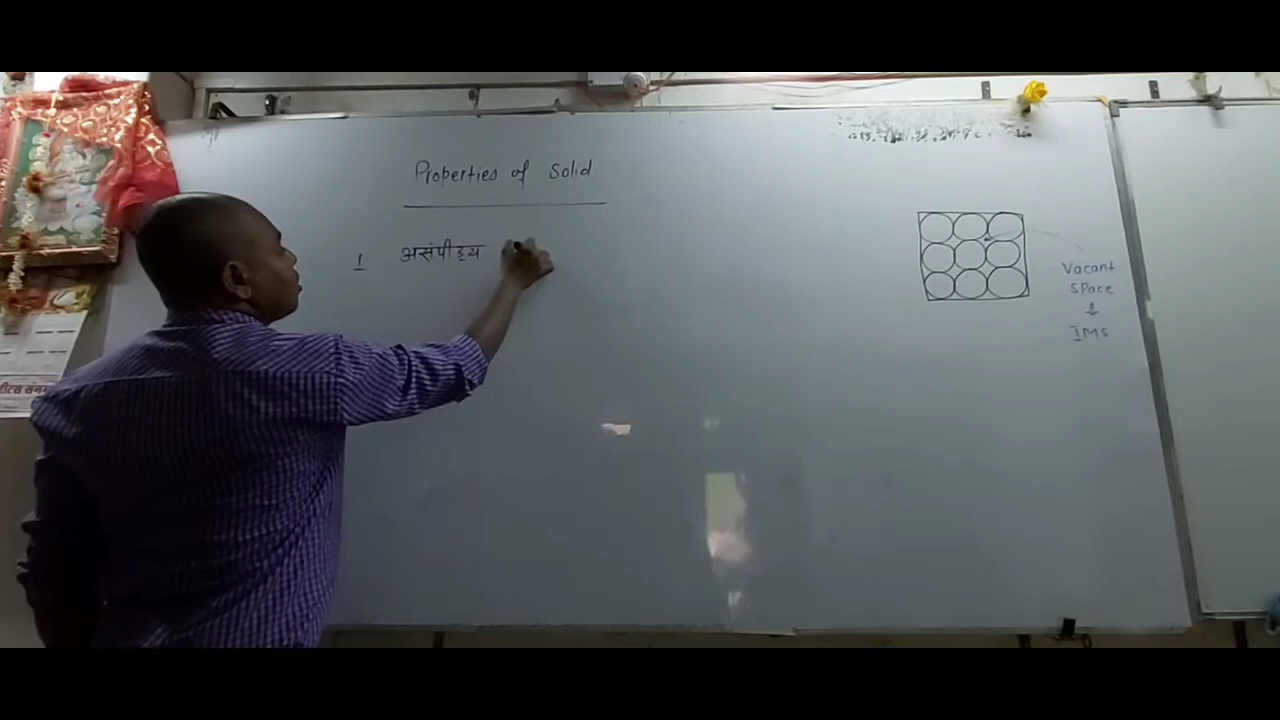 Properties of Solid
1 असंपीड्य
Vacant
Space
⇓
IMS